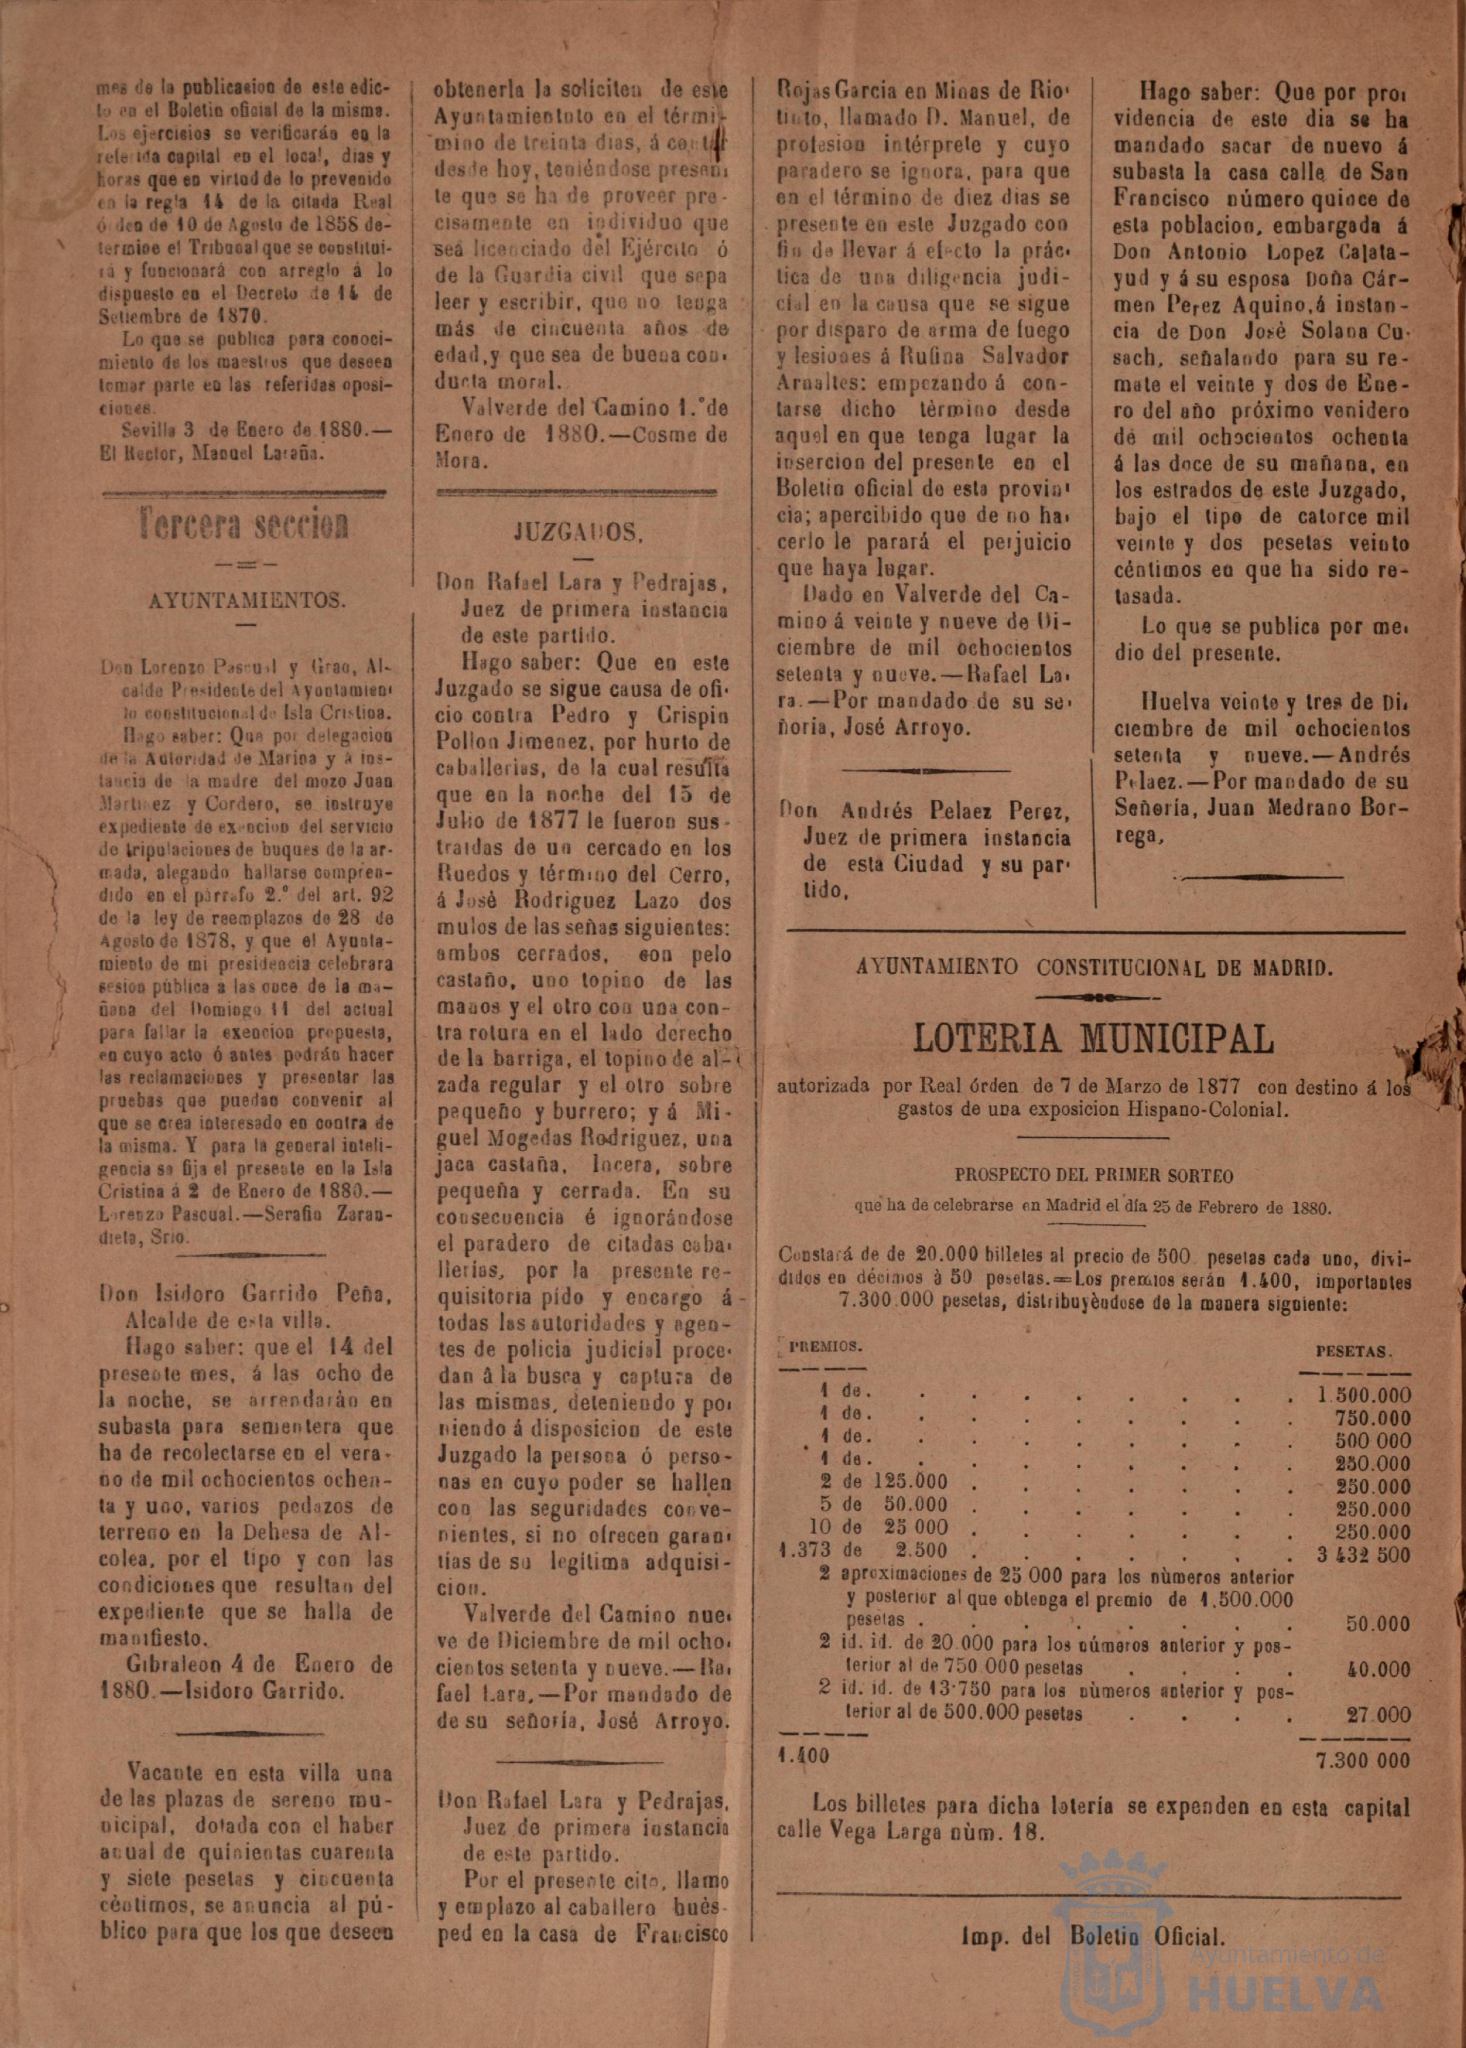 mes de la publicacion de este edic-
to en el Boletin oficial de la misma.
Los ejercisios se verificarán en la
referida capital en el local, dias y
horas que en virtud de lo prevenido
en la regla 14 de la citada Real
órden de 10 de Agosto de 1858 de-
termine el Tribunal que se constitui-
rá y funcionará con arreglo á lo
dispuesto en el Decreto de 14 de
Setiembre de 1870.
Lo que se publica para conoci-
miento de los maestros que deseen
tomar parte en las referidas oposi-
ciones.
Sevilla 3 de Enero de 1880.—
El Rector, Manuel Laraña.
Tercera seccion
AYUNTAMIENTOS.
Don Lorenzo Pascual y Grao, Al-
calde Presidente del Ayuntamien-
to constitucional de Isla Cristina.
Hago saber: Que por delegacion
de la Autoridad de Marina y á ins-
tancia de la madre del mozo Juan
Martinez y Cordero, se instruye
expediente de exencion del servicio
de tripulaciones de buques de la ar-
mada, alegando hallarse compren-
dido en el párrafo 2.º del art. 92
de la ley de reemplazos de 28 de
Agosto de 1878, y que el Ayunta-
miento de mi presidencia celebrara
sesion pública a las once de la ma-
ñana del Domingo 11 del actual
para fallar la exencion propuesta,
en cuyo acto ó antes podrán hacer
las reclamaciones y presentar las
pruebas que puedan convenir al
que se crea interesado en contra de
la misma. Y para la general inteli-
gencia se fija el presente en la Isla
Cristina á 2 de Enero de 1880.—
Lorenzo Pascual.—Serafin Zaran-
dieta, Srio.
Don Isidoro Garrido Peña,
Alcalde de esta villa.
Hago saber: que el 14 del
presente mes, á las ocho de
la noche, se arrendarán en
subasta para sementera que
ha de recolectarse en el vera-
no de mil ochocientos ochen-
ta y uno, varios pedazos de
terreno en la Dehesa de Al-
colea, por el tipo y con las
condiciones que resultan del
expediente que se halla de
manifiesto.
Gibraleon 4 de Enero de
1880.—Isidoro Garrido.
Vacante en esta villa una
de las plazas de sereno mu-
nicipal, dotada con el haber
anual de quinientas cuarenta
y siete pesetas y cincuenta
céntimos, se anuncia al pú-
blico para que los que deseen
obtenerla la soliciten de este
Ayuntamientoto en el térmi-
mino de treinta dias, á contar
desde hoy, teniéndose presen-
te que se ha de proveer pre-
cisamente en individuo que
seá licenciado del Ejército ó
de la Guardia civil que sepa
leer y escribir, que no tenga
más de cincuenta años de
edad, y que sea de buena con-
ducta moral.
Valverde del Camino 1.º de
Enero de 1880.—Cosme de
Mora.
JUZGADOS.
Don Rafael Lara y Pedrajas,
Juez de primera instancia
de este partido.
Hago saber: Que en este
Juzgado se sigue causa de ofi-
cio contra Pedro y Crispin
Pollon Jimenez, por hurto de
caballerias, de la cual resulta
que en la noche del 15 de
Julio de 1877 le fueron sus-
traidas de un cercado en los
Ruedos y término del Cerro,
á José Rodriguez Lazo dos
mulos de las señas siguientes:
ambos cerrados, son pelo
castaño, uno topino de las
manos y el otro con una con-
tra rotura en el lado derecho
de la barriga, el topino de al-
zada regular y el otro sobre
pequeño y burrero; y á Mi-
guel Mogedas Rodriguez, una
jaca castaña, lucera, sobre
pequeña y cerrada. En su
consecuencia é ignorándose
el paradero de citadas caba-
llerias, por la presente re-
quisitoria pido y encargo á
todas las autoridades y agen-
tes de policia judicial proce-
dan á la busca y captura de
las mismas, deteniendo y po-
niendo á disposicion de este
Juzgado la persona ó perso-
nas en cuyo poder se hallen
con las seguridades conve-
nientes, si no ofrecen garan-
tias de su legitima adquisi-
cion.
Valverde del Camino nue-
ve de Diciembre de mil ocho-
cientos setenta y nueve.—Ra-
fael Lara,—Por mandado de
de su señoría, José Arroyo.
Don Rafael Lara y Pedrajas,
Juez de primera instancia
de este partido.
Por el presente cito, llamo
y emplazo al caballero hués-
ped en la casa de Francisco
Rojas Garcia en Minas de Rio-
tinto, llamado D. Manuel, de
profesion intérprete y cuyo
paradero se ignora, para que
en el término de diez dias se
presente en este Juzgado con
fin de llevar á efecto la prác-
tica de una diligencia judi-
cial en la causa que se sigue
por disparo de arma de fuego
y lesiones á Rufina Salvador
Arnaltes: empezando á con-
tarse dicho tèrmino desde
aquel en que tenga lugar la
insercion del presente en el
Boletin oficial de esta provin-
cia; apercibido que de no ha-
cerlo le parará el perjuicio
que haya lugar.
Dado en Valverde del Ca-
mino á veinte y nueve de Di-
ciembre de mil ochocientos
setenta y nueve.—Rafael La-
ra.—Por mandado de su se-
ñoria, José Arroyo.
Don Andrés Pelaez Perez,
Juez de primera instancia
de esta Ciudad y su par-
tido,
Hago saber: Que por pro-
videncia de este dia se ha
mandado sacar de nuevo á
subasta la casa calle de San
Francisco número quince de
esta poblacion, embargada á
Don Antonio Lopez Calata-
yud y á su esposa Doña Cár-
men Perez Aquino, á instan-
cia de Don José Solana Cu-
sach, señalando para su re-
mate el veinte y dos de Ene-
ro del año próximo venidero
de mil ochocientos ochenta
á las doce de su mañana, en
los estrados de este Juzgado,
bajo el tipo de catorce mil
veinte y dos pesetas veinto
céntimos en que ha sido re-
tasada.
Lo que se publica por me-
dio del presente.
Huelva veinte y tres de Di-
ciembre de mil ochocientos
setenta y nueve.—Andrés
Pelaez.—Por mandado de su
Señoría, Juan Medrano Bor-
rega,
AYUNTAMIENTO CONSTITUCIONAL DE MADRID.
LOTERIA MUNICIPAL
autorizada por Real órden de 7 de Marzo de 1877 con destino á los
gastos de una exposicion Hispano-Colonial.
PROSPECTO DEL PRIMER SORTEO
que ha de celebrarse en Madrid el día 25 de Febrero de 1880.
Constará de de 20.000 billetes al precio de 500 pesetas cada uno, divi-
didos en décimos à 50 pesetas.=Los premios serán 1.400, importantes
7.300.000 pesetas, distribuyèndose de la manera siguiente:
PREMIOS. PESETAS.
1 de. . . . . . . . . 1.500.000
1 de. . . . . . . . . 750.000
1 de. . . . . . . . . 500 000
1 de. . . . . . . . . 250.000
2 de 125.000 . . . . . . . 250.000
5 de 50.000 . . . . . . . 250.000
10 de 25 000 . . . . . . . 250.000
1.373 de 2.500 . . . . . . . 3 432 500
2 aproximaciones de 25 000 para los nùmeros anterior
y posterior al que obtenga el premio de 1.500.000
pesetas . . . . . . . . 50.000
2 id. id. de 20.000 para los números anterior y pos-
terior al de 750.000 pesetas . . . . 40.000
2 id. id. de 13·750 para los nùmeros anterior y pos-
terior al de 500.000 pesetas . . . . 27.000
1.400 7.300 000
Los billetes para dicha lotería se expenden en esta capital
calle Vega Larga nùm. 18.
Imp. del Boletin Oficial.
Ayuntamiento de
HUELVA